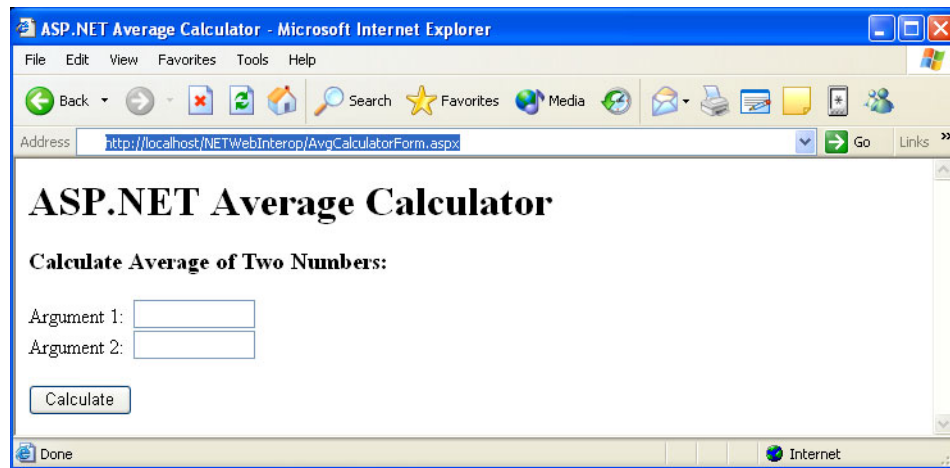 ASP.NET Average Calculator - Microsoft Internet Explorer
File Edit View Favorites Tools Help
Back Search Favorites Media
Address http://localhost/NETWebInterop/AvgCalculatorForm.aspx Go Links »
ASP.NET Average Calculator
Calculate Average of Two Numbers:
Argument 1:
Argument 2:
Calculate
Done Internet